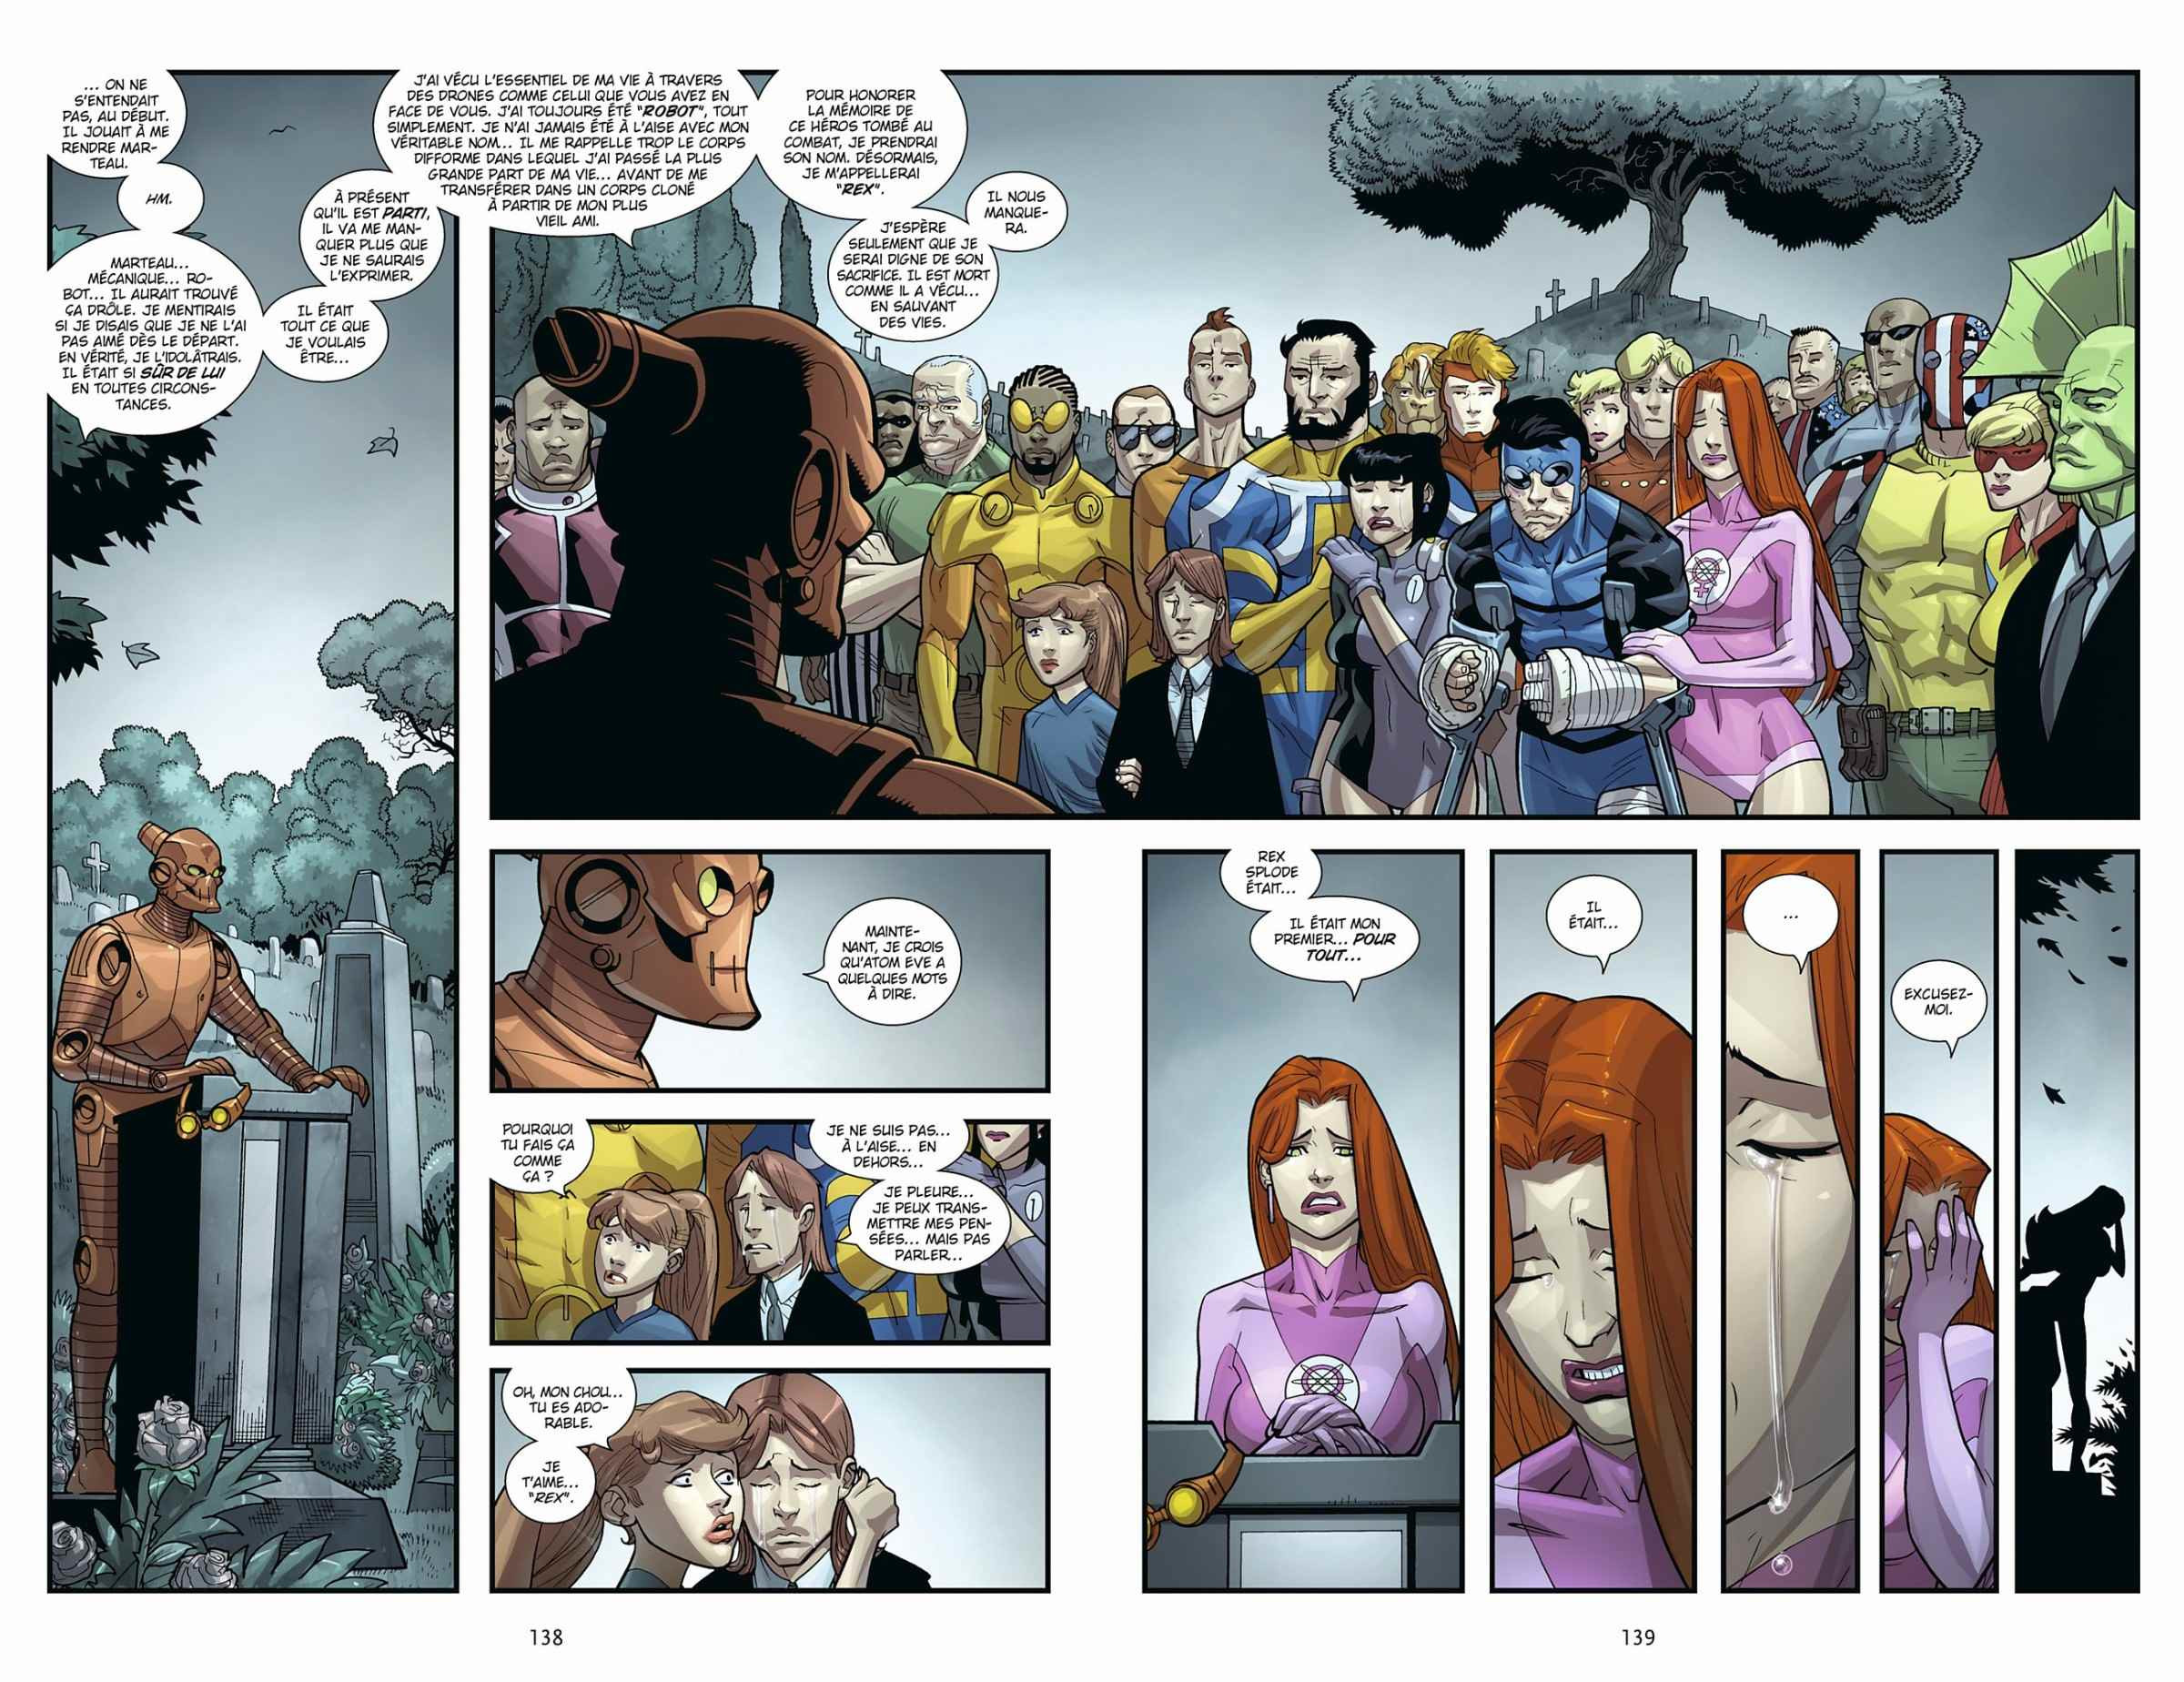 ... ON NE
S'ENTENDAIT
PAS, AU DÉBUT.
IL JOUAIT À ME
RENDRE MAR-
TEAU.
HM.
MARTEAU...
MÉCANIQUE... RO-
BOT... IL AURAIT TROUVÉ
ÇA DRÔLE. JE MENTIRAIS
SI JE DISAIS QUE JE NE L'AI
PAS AIMÉ DÈS LE DÉPART.
EN VÉRITÉ, JE L'IDOLÂTRAIS.
IL ÉTAIT SI SÛR DE LUI
EN TOUTES CIRCONS-
TANCES.
À PRÉSENT
QU'IL EST PARTI,
IL VA ME MAN-
QUER PLUS QUE
JE NE SAURAIS
L'EXPRIMER.
IL ÉTAIT
TOUT CE QUE
JE VOULAIS
ÊTRE...
J'AI VÉCU L'ESSENTIEL DE MA VIE À TRAVERS
DES DRONES COMME CELUI QUE VOUS AVEZ EN
FACE DE VOUS. J'AI TOUJOURS ÉTÉ "ROBOT", TOUT
SIMPLEMENT. JE N'AI JAMAIS ÉTÉ À L'AISE AVEC MON
VÉRITABLE NOM... IL ME RAPPELLE TROP LE CORPS
DIFFORME DANS LEQUEL J'AI PASSÉ LA PLUS
GRANDE PART DE MA VIE... AVANT DE ME
TRANSFÉRER DANS UN CORPS CLONÉ
À PARTIR DE MON PLUS
VIEIL AMI.
POUR HONORER
LA MÉMOIRE DE
CE HÉROS TOMBÉ AU
COMBAT, JE PRENDRAI
SON NOM. DÉSORMAIS,
JE M'APPELLERAI
"REX".
J'ESPÈRE
SEULEMENT QUE JE
SERAI DIGNE DE SON
SACRIFICE. IL EST MORT
COMME IL A VÉCU...
EN SAUVANT
DES VIES.
IL NOUS
MANQUE-
RA.
MAINTE-
NANT, JE CROIS
QU'ATOM EVE A
QUELQUES MOTS
À DIRE.
POURQUOI
TU FAIS ÇA
COMME
ÇA ?
JE NE SUIS PAS...
À L'AISE... EN
DEHORS...
JE PLEURE...
JE PEUX TRANS-
METTRE MES PEN-
SÉES... MAIS PAS
PARLER...
1
OH, MON CHOU...
TU ES ADO-
RABLE.
JE
T'AIME...
"REX".
REX
SPLODE
ÉTAIT...
IL ÉTAIT MON
PREMIER... POUR
TOUT...
IL
ÉTAIT...
...
EXCUSEZ-
MOI.
138
139